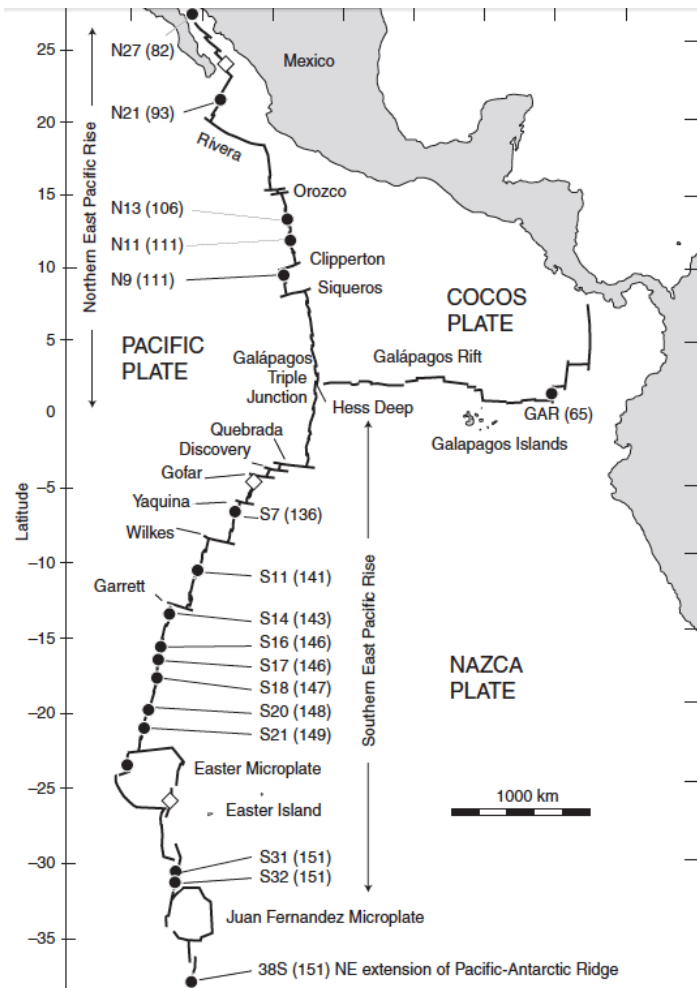 25
20
15
10
5
0
−5
−10
−15
−20
−25
−30
−35
Latitude
Northern East Pacific Rise
Southern East Pacific Rise
N27 (82)
Mexico
N21 (93)
Rivera
Orozco
N13 (106)
N11 (111)
Clipperton
N9 (111)
Siqueros
COCOS
PLATE
PACIFIC
PLATE
Galápagos
Triple
Junction
Galápagos Rift
Hess Deep
GAR (65)
Galapagos Islands
Quebrada
Discovery
Gofar
Yaquina
S7 (136)
Wilkes
S11 (141)
Garrett
S14 (143)
S16 (146)
S17 (146)
S18 (147)
S20 (148)
S21 (149)
NAZCA
PLATE
Easter Microplate
1000 km
Easter Island
S31 (151)
S32 (151)
Juan Fernandez Microplate
38S (151) NE extension of Pacific-Antarctic Ridge